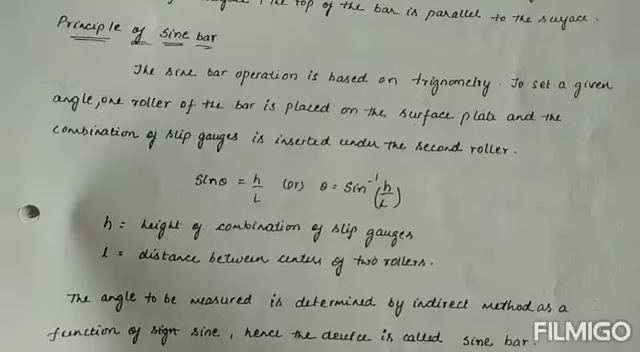 the top of the bar is parallel to the surface.
Principle of sine bar
The sine bar operation is based on trignometry. To set a given
angle, one roller of the bar is placed on the surface plate and the
combination of slip gauges is inserted under the second roller.
Sinθ = h/L (or) θ = Sin⁻¹(h/L)
h = height of combination of slip gauges
l = distance between centers of two rollers.
The angle to be measured is determined by indirect method as a
function of sine, hence the device is called sine bar.
FILMIGO